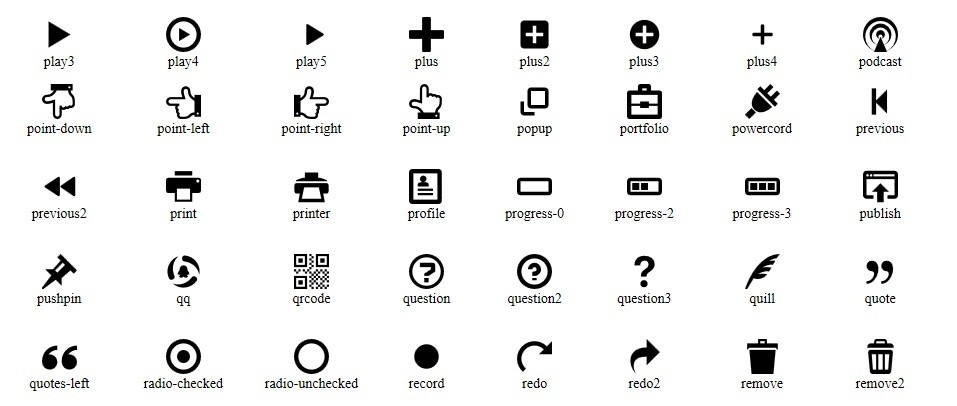 play3 play4 play5 plus plus2 plus3 plus4 podcast
point-down point-left point-right point-up popup portfolio powercord previous
previous2 print printer profile progress-0 progress-2 progress-3 publish
pushpin qq qrcode question question2 question3 quill quote
quotes-left radio-checked radio-unchecked record redo redo2 remove remove2